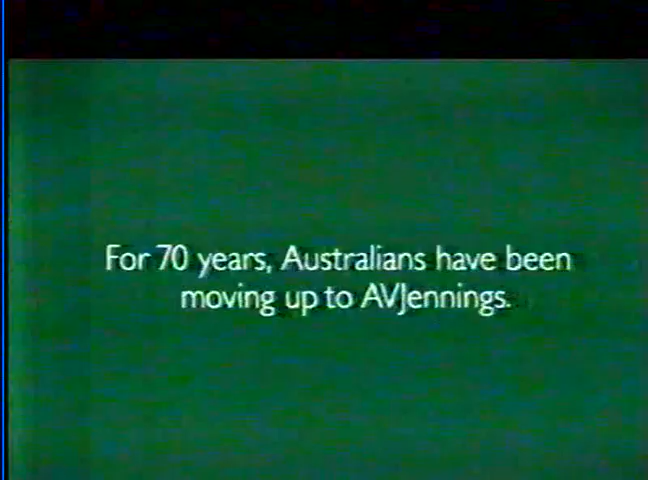 For 70 years, Australians have been
moving up to AVJennings.